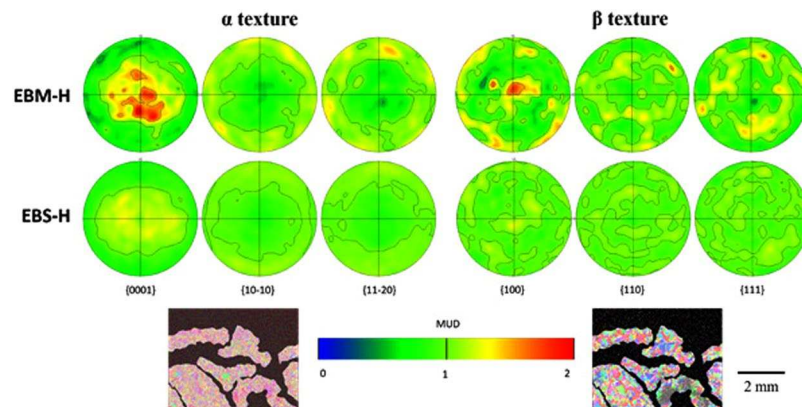 α texture
β texture
EBM-H
EBS-H
{0001}
{10-10}
{11-20}
{100}
{110}
{111}
MUD
0
1
2
2 mm